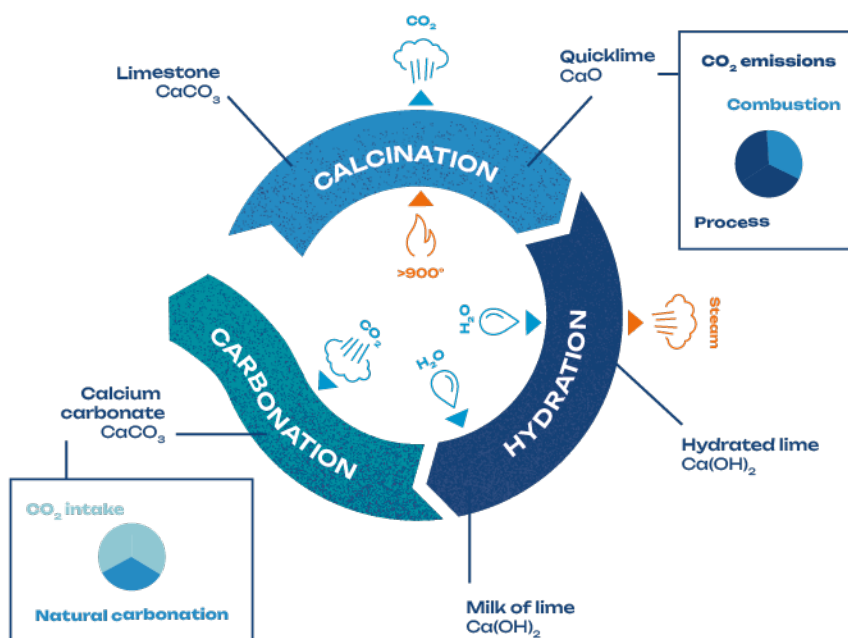 CO₂
Limestone
CaCO₃
Quicklime
CaO
CO₂ emissions
Combustion
Process
CALCINATION
>900°
H₂O
Steam
HYDRATION
CO₂
H₂O
CARBONATION
Calcium
carbonate
CaCO₃
Hydrated lime
Ca(OH)₂
CO₂ intake
Natural carbonation
Milk of lime
Ca(OH)₂